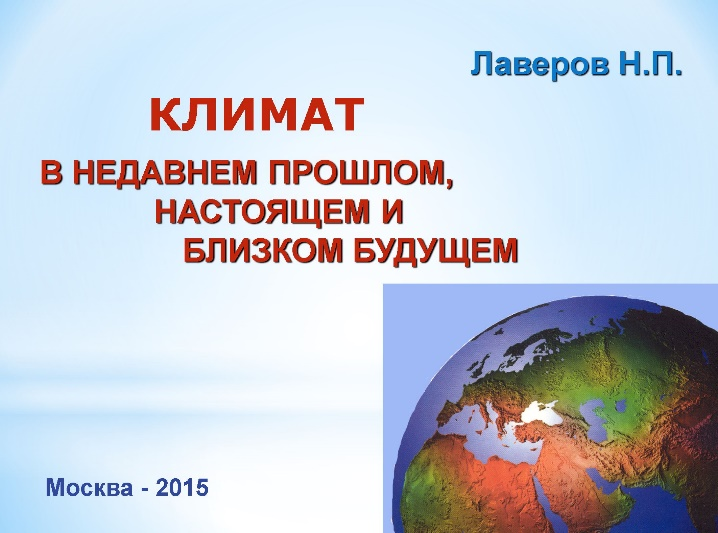 Лаверов Н.П.
КЛИМАТ
В НЕДАВНЕМ ПРОШЛОМ,
НАСТОЯЩЕМ И
БЛИЗКОМ БУДУЩЕМ
Москва - 2015